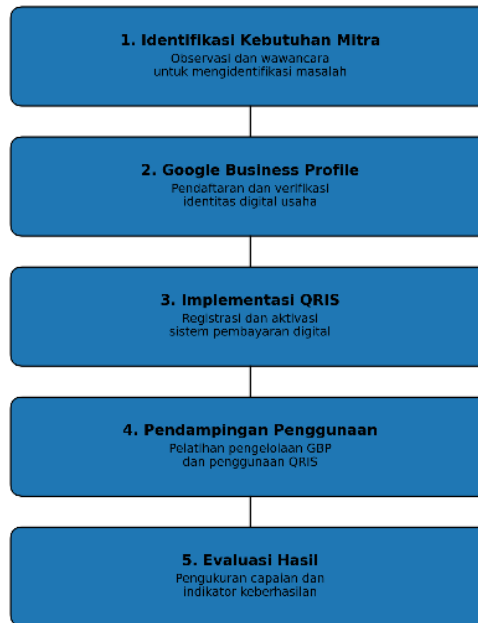 1. Identifikasi Kebutuhan Mitra
Observasi dan wawancara
untuk mengidentifikasi masalah
2. Google Business Profile
Pendaftaran dan verifikasi
identitas digital usaha
3. Implementasi QRIS
Registrasi dan aktivasi
sistem pembayaran digital
4. Pendampingan Penggunaan
Pelatihan pengelolaan GBP
dan penggunaan QRIS
5. Evaluasi Hasil
Pengukuran capaian dan
indikator keberhasilan